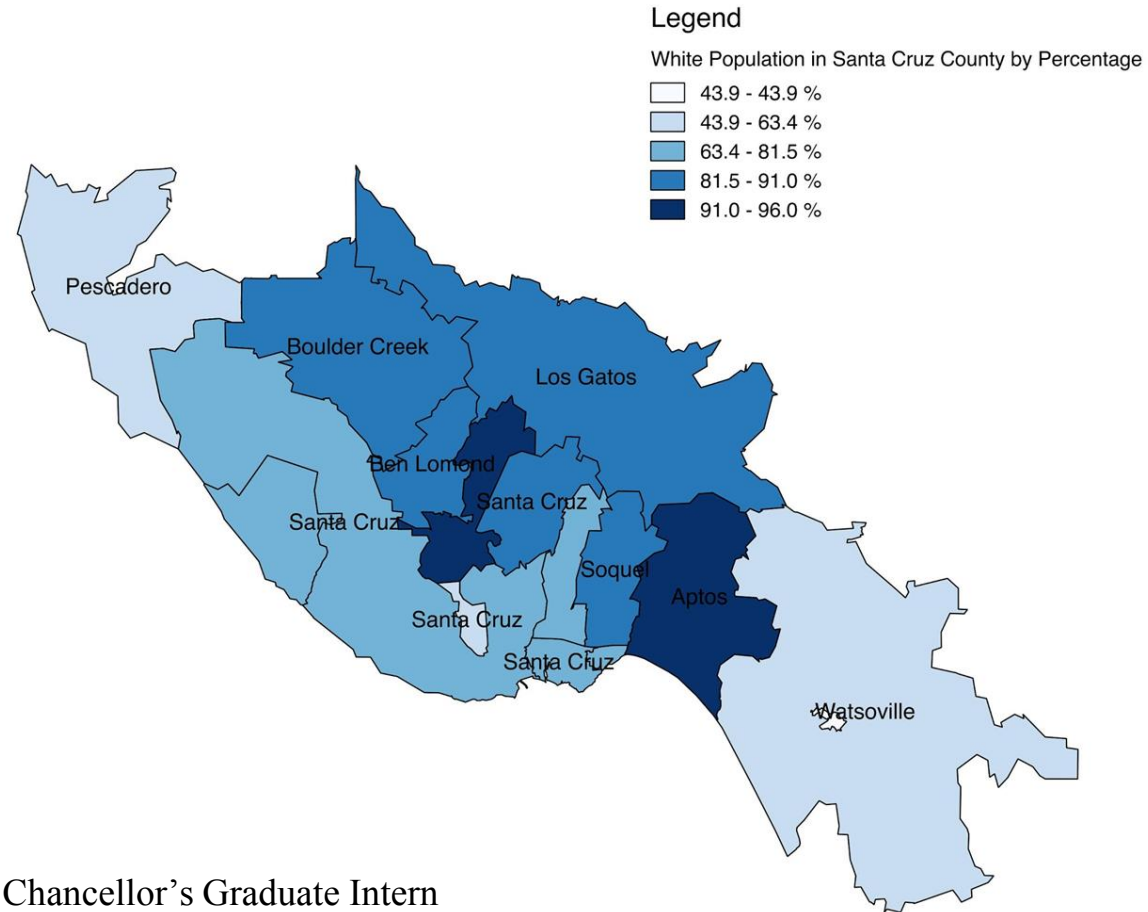 Legend
White Population in Santa Cruz County by Percentage
43.9 - 43.9 %
43.9 - 63.4 %
63.4 - 81.5 %
81.5 - 91.0 %
91.0 - 96.0 %
Pescadero
Boulder Creek
Los Gatos
Ben Lomond
Santa Cruz
Santa Cruz
Soquel
Aptos
Santa Cruz
Santa Cruz
Watsoville
Chancellor’s Graduate Intern